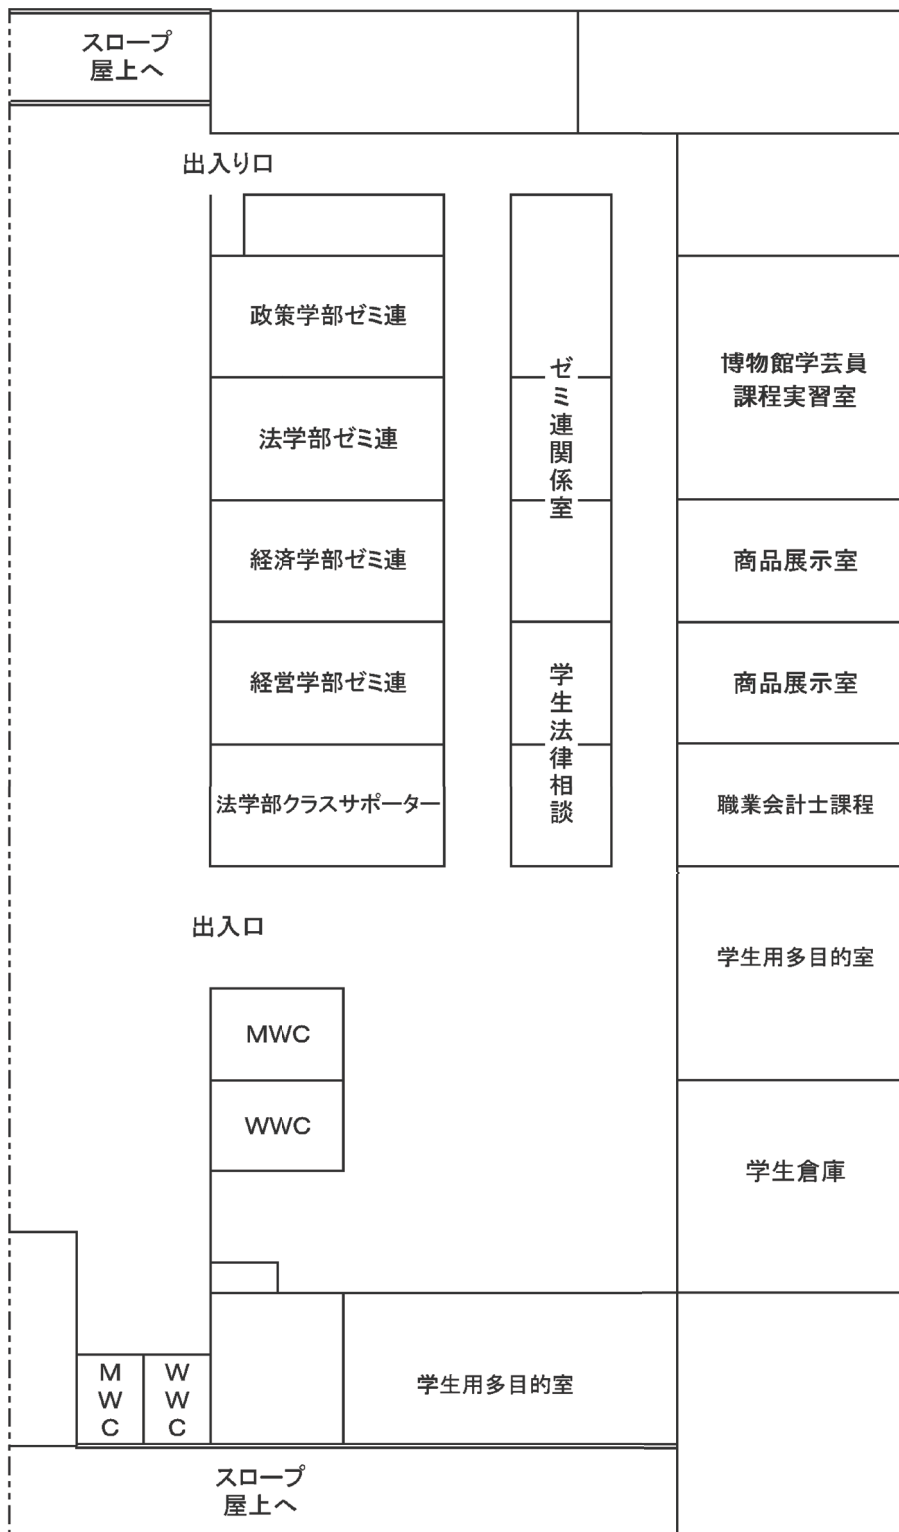 スロープ
屋上へ
出入り口
政策学部ゼミ連
法学部ゼミ連
経済学部ゼミ連
経営学部ゼミ連
法学部クラスサポーター
ゼミ連関係室
学生法律相談
博物館学芸員
課程実習室
商品展示室
商品展示室
職業会計士課程
学生用多目的室
学生倉庫
出入口
MWC
WWC
MWC
WWC
学生用多目的室
スロープ
屋上へ